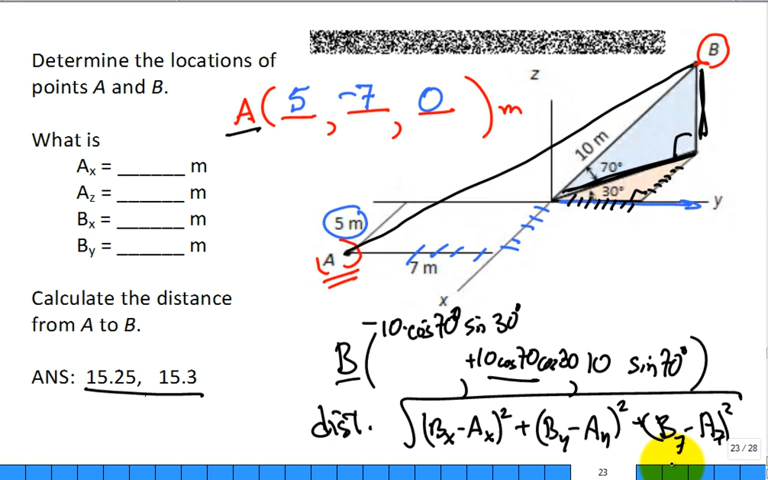 Determine the locations of
points A and B.
A( 5 , -7 , 0 ) m
What is
Ax = _______ m
Az = _______ m
Bx = _______ m
By = _______ m
Calculate the distance
from A to B.
ANS: 15.25, 15.3
z
B
10 m
70°
30°
y
5 m
A
7 m
x
-10·cos70° sin 30°
B( +10cos70 cos30 , 10 sin70° )
dist. √(Bx-Ax)² + (By-Ay)² + (Bz-Az)²
23 / 28
23